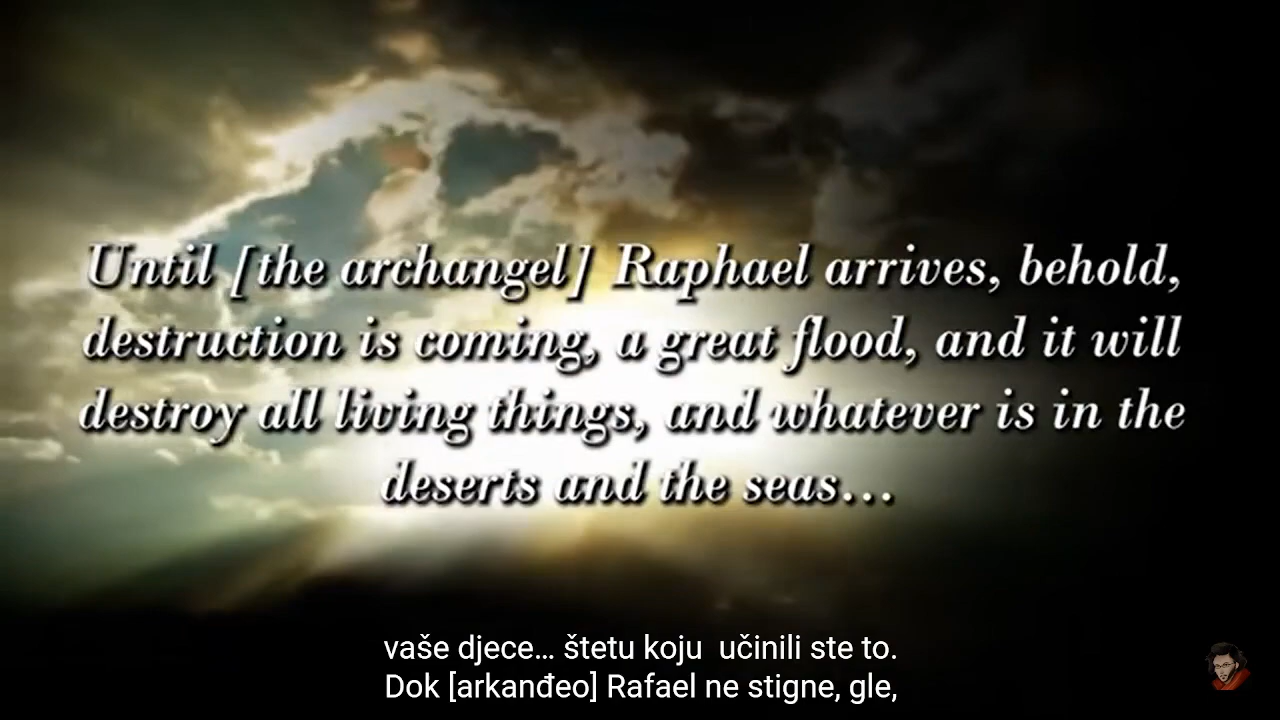 Until [the archangel] Raphael arrives, behold,
destruction is coming, a great flood, and it will
destroy all living things, and whatever is in the
deserts and the seas...
vaše djece... štetu koju  učinili ste to.
Dok [arkanđeo] Rafael ne stigne, gle,